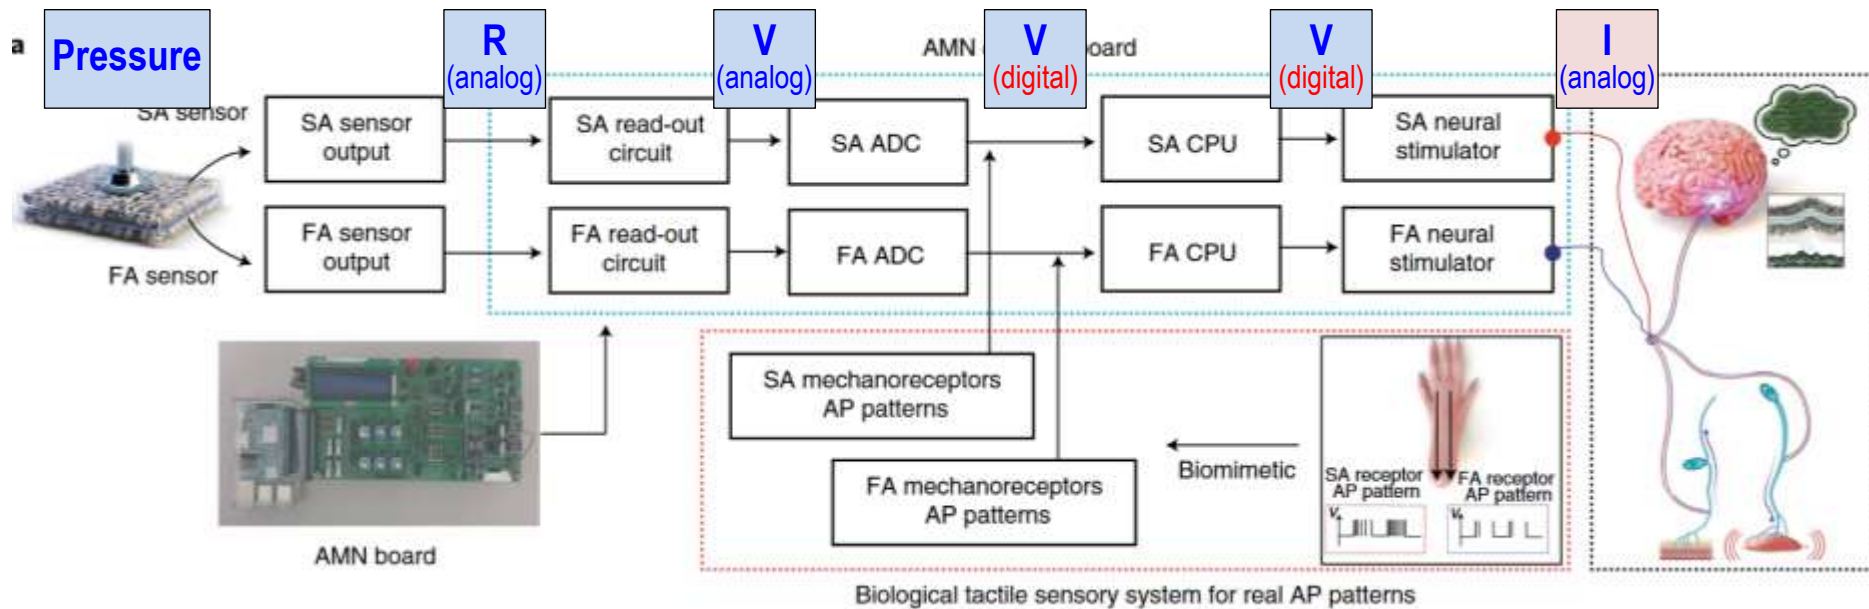 a
Pressure
R
(analog)
V
(analog)
AMN
V
(digital)
board
V
(digital)
I
(analog)
SA sensor
SA sensor
output
SA read-out
circuit
SA ADC
SA CPU
SA neural
stimulator
FA sensor
output
FA read-out
circuit
FA ADC
FA CPU
FA neural
stimulator
FA sensor
SA mechanoreceptors
AP patterns
FA mechanoreceptors
AP patterns
Biomimetic
SA receptor
AP pattern
FA receptor
AP pattern
V
V
AMN board
Biological tactile sensory system for real AP patterns